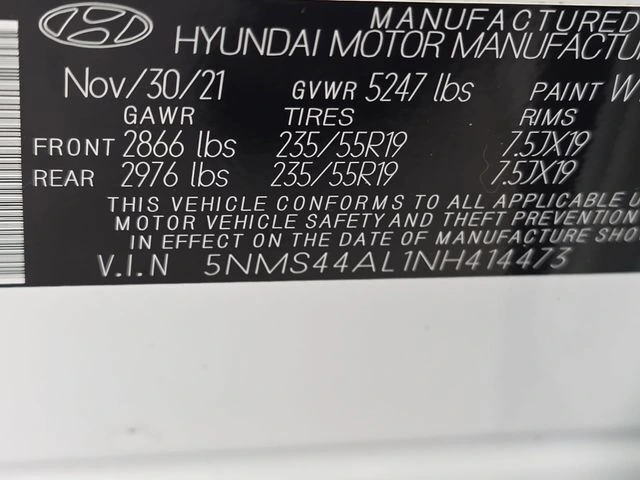 MANUFACTURED
HYUNDAI MOTOR MANUFACTU
Nov/30/21 GVWR 5247 lbs PAINT W
GAWR TIRES RIMS
FRONT 2866 lbs 235/55R19 7.5JX19
REAR 2976 lbs 235/55R19 7.5JX19
THIS VEHICLE CONFORMS TO ALL APPLICABLE
MOTOR VEHICLE SAFETY AND THEFT PREVENTION
IN EFFECT ON THE DATE OF MANUFACTURE SHO
V.I.N 5NMS44AL1NH414473